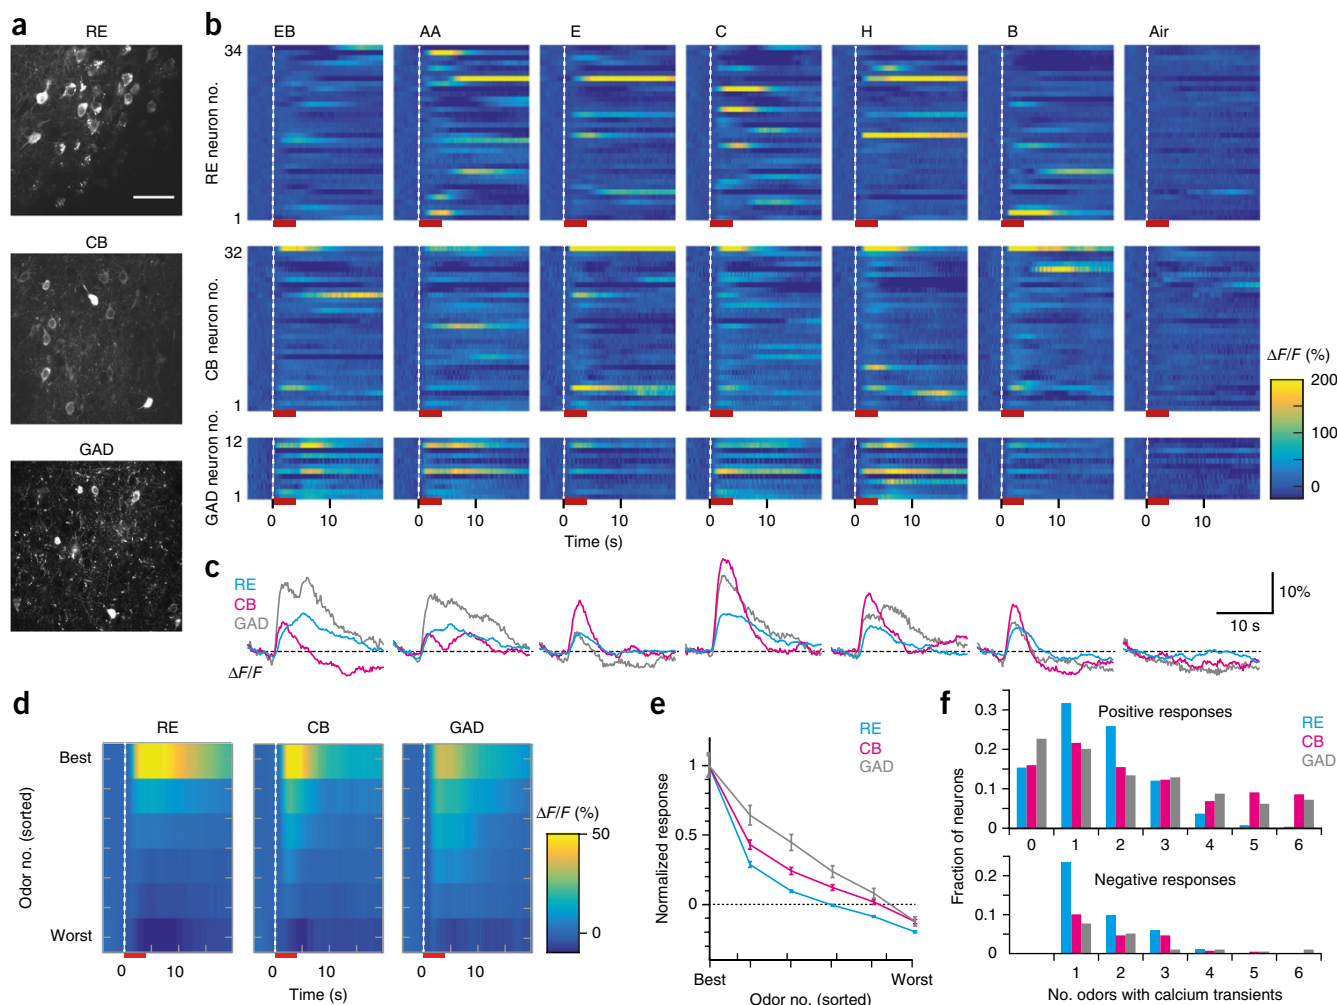 a
RE
CB
GAD
b
EB AA E C H B Air
34
RE neuron no.
1
32
CB neuron no.
1
12
GAD neuron no.
1
0 10 0 10 0 10 0 10 0 10 0 10 0 10
Time (s)
ΔF/F (%)
200
100
0
c
RE
CB
GAD
ΔF/F
10%
10 s
d
RE CB GAD
Best
Odor no. (sorted)
Worst
0 10 0 10 0 10
Time (s)
ΔF/F (%)
50
0
e
RE
CB
GAD
Normalized response
1
0.5
0
Best Worst
Odor no. (sorted)
f
Positive responses
RE
CB
GAD
0.3
0.2
0.1
0
0 1 2 3 4 5 6
Fraction of neurons
Negative responses
0.2
0.1
0
1 2 3 4 5 6
No. odors with calcium transients